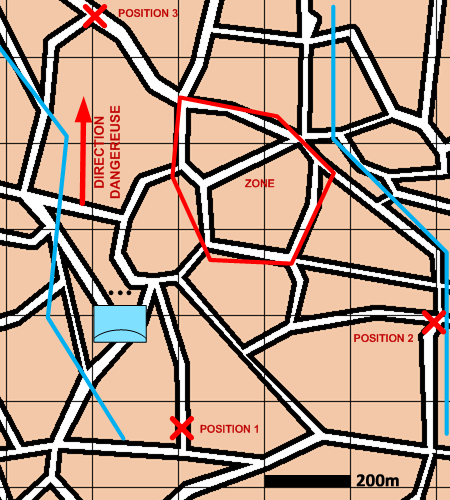 POSITION 3
DIRECTION
DANGEREUSE
ZONE
POSITION 2
POSITION 1
200m